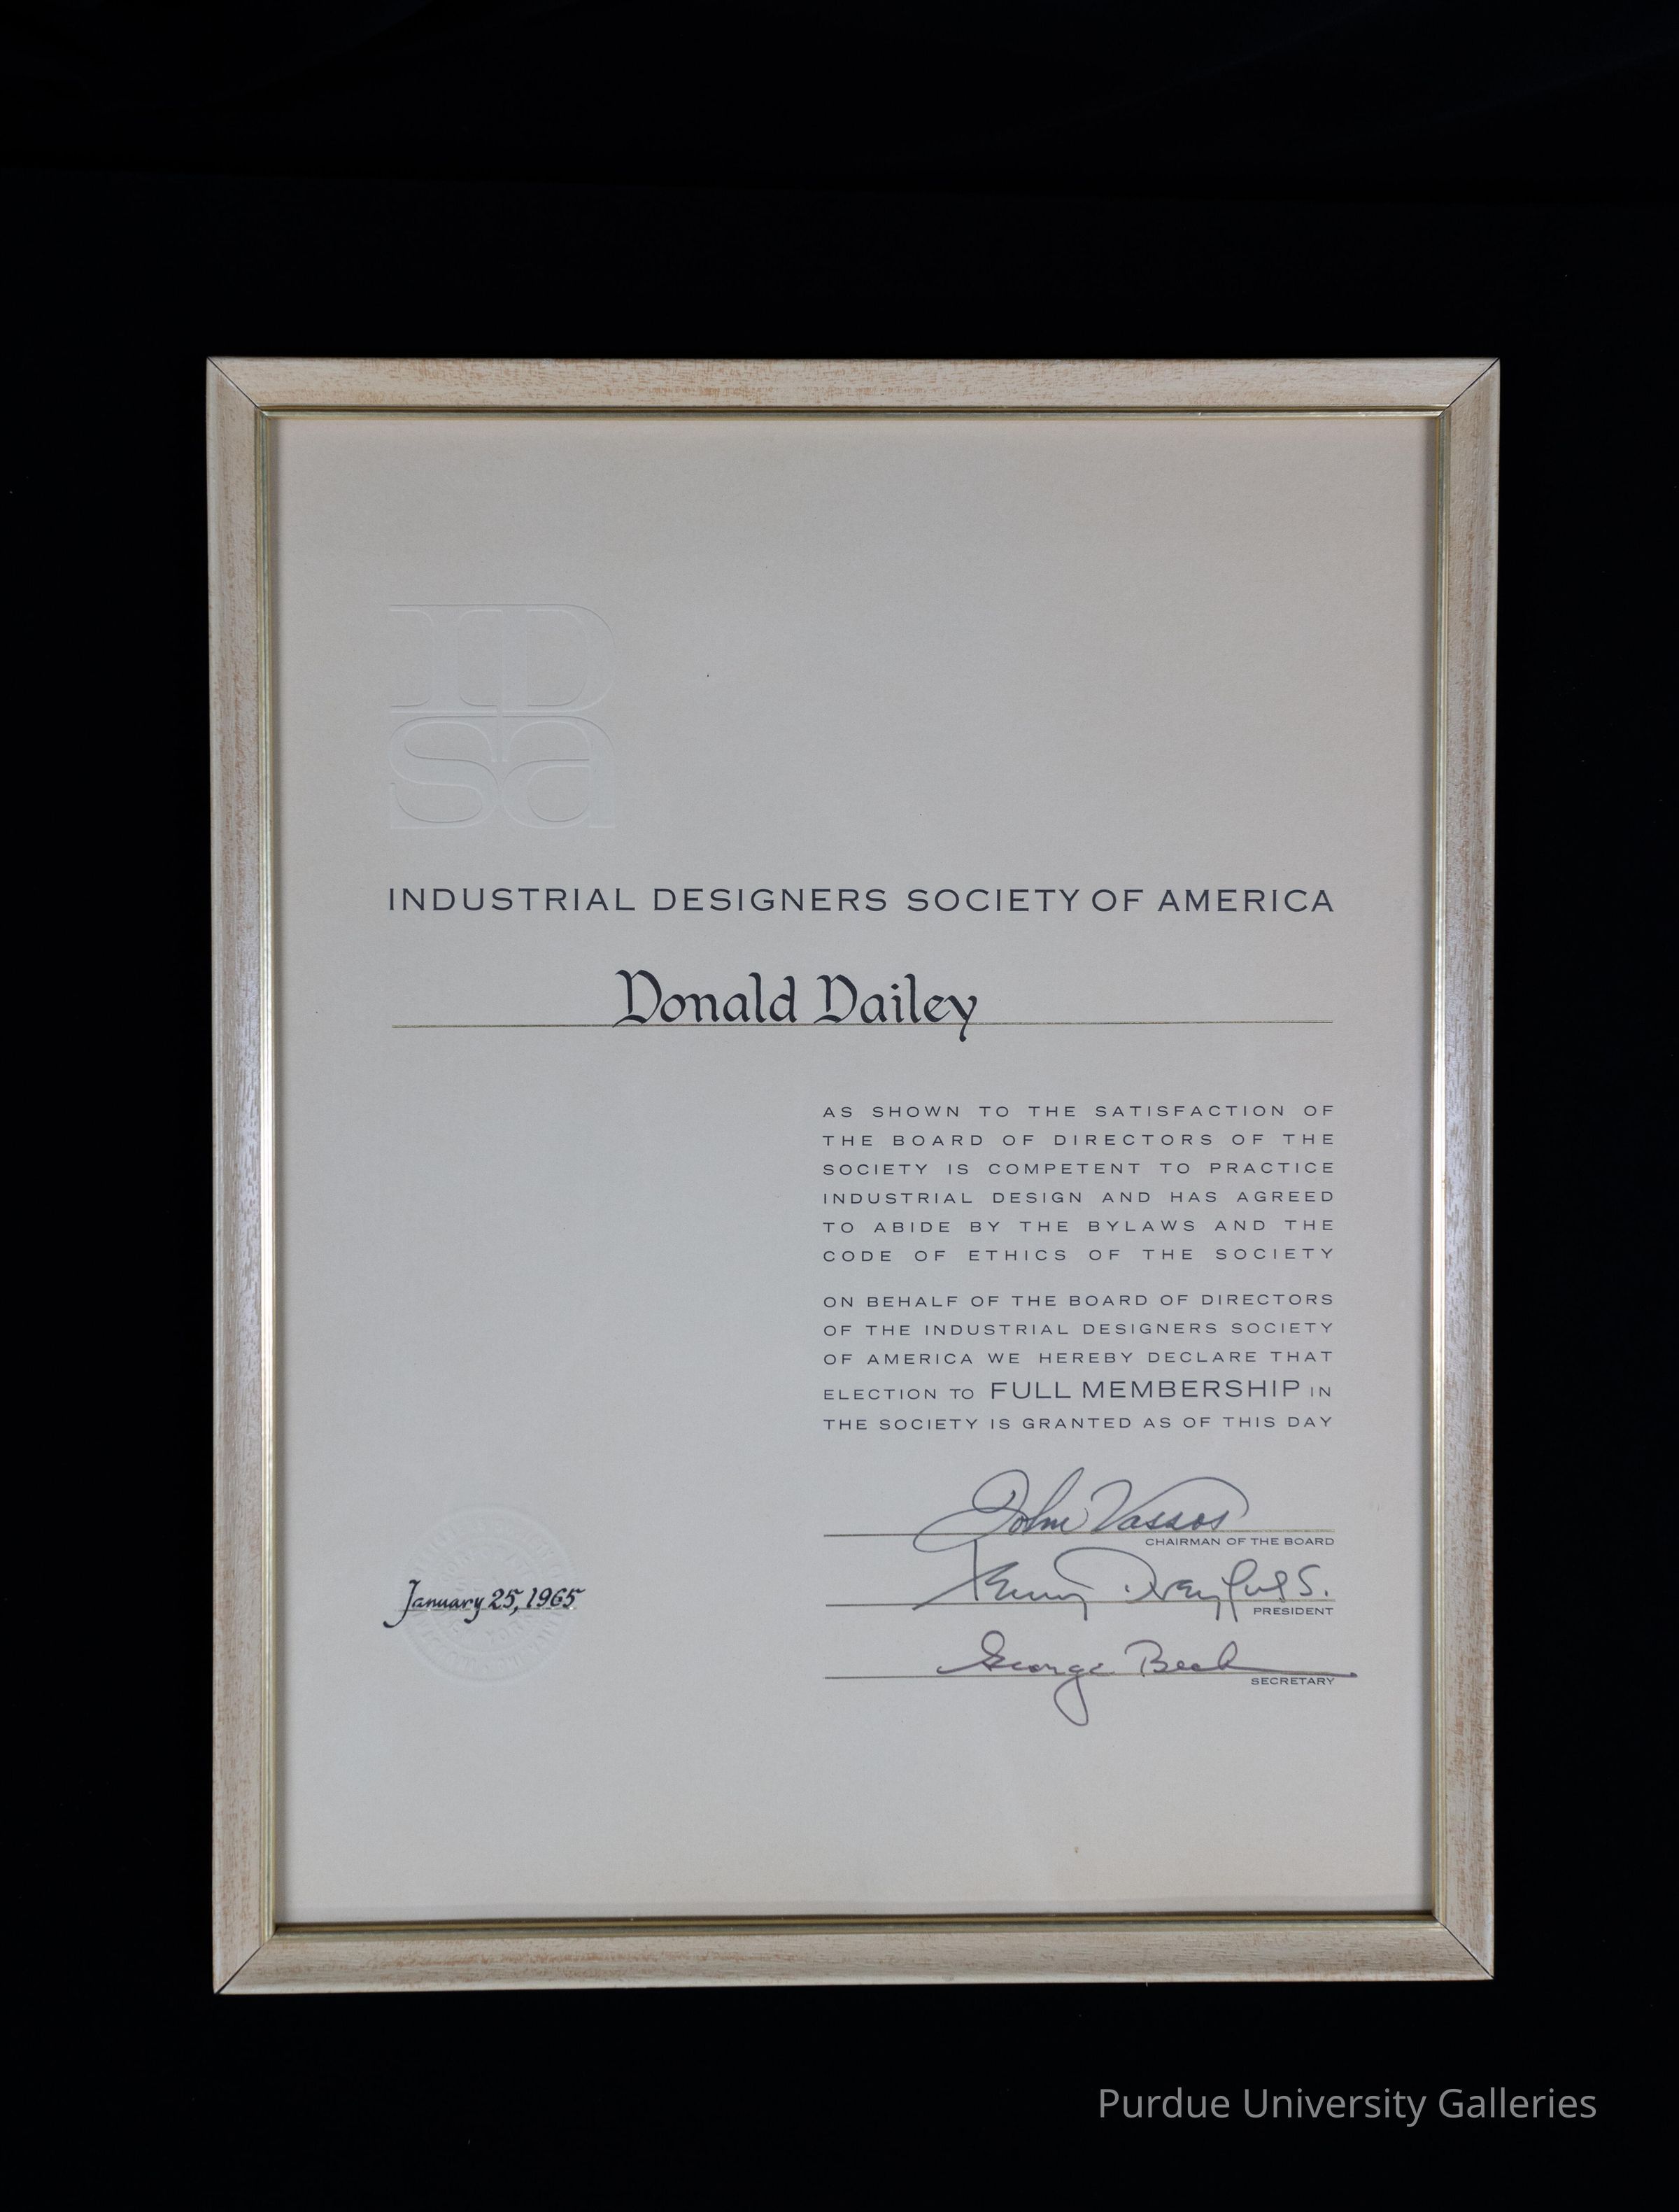 ID
sa
INDUSTRIAL DESIGNERS SOCIETY OF AMERICA
Donald Dailey
AS SHOWN TO THE SATISFACTION OF
THE BOARD OF DIRECTORS OF THE
SOCIETY IS COMPETENT TO PRACTICE
INDUSTRIAL DESIGN AND HAS AGREED
TO ABIDE BY THE BYLAWS AND THE
CODE OF ETHICS OF THE SOCIETY
ON BEHALF OF THE BOARD OF DIRECTORS
OF THE INDUSTRIAL DESIGNERS SOCIETY
OF AMERICA WE HEREBY DECLARE THAT
ELECTION TO FULL MEMBERSHIP IN
THE SOCIETY IS GRANTED AS OF THIS DAY
John Vassos
CHAIRMAN OF THE BOARD
Henry Dreyfuss.
PRESIDENT
January 25, 1965
George Beck
SECRETARY
Purdue University Galleries